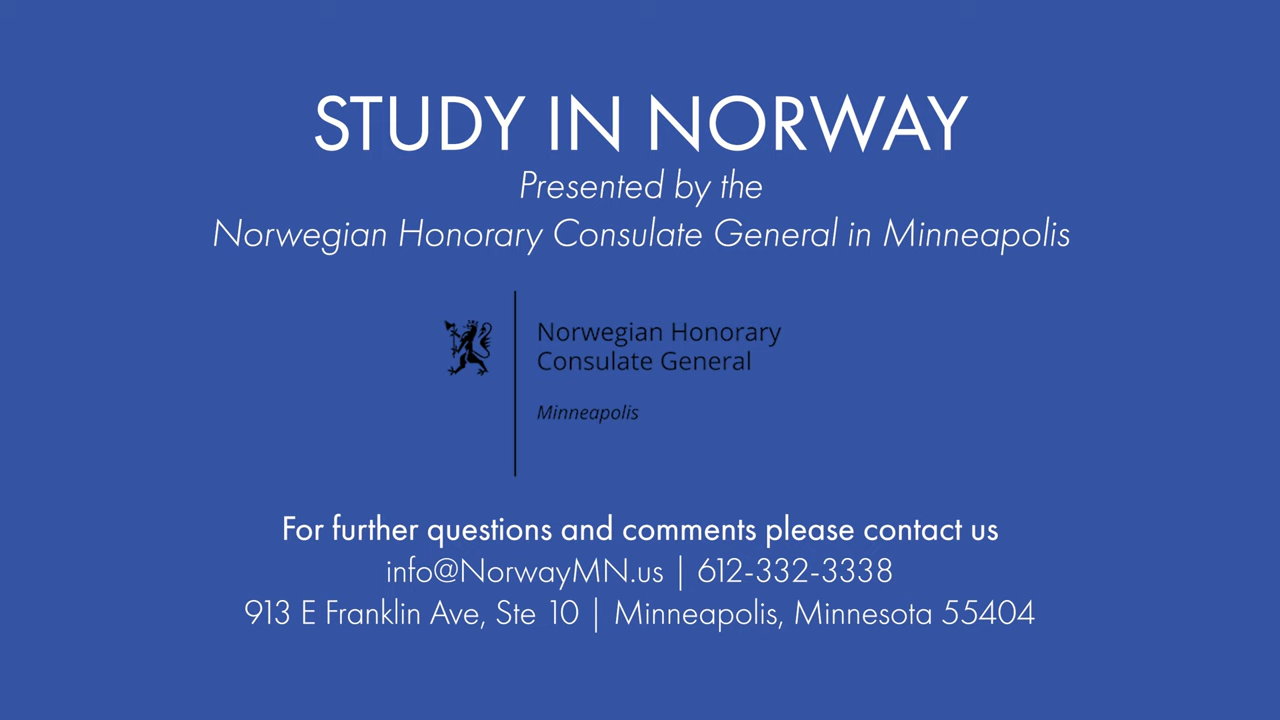 STUDY IN NORWAY
Presented by the
Norwegian Honorary Consulate General in Minneapolis
Norwegian Honorary
Consulate General
Minneapolis
For further questions and comments please contact us
info@NorwayMN.us | 612-332-3338
913 E Franklin Ave, Ste 10 | Minneapolis, Minnesota 55404